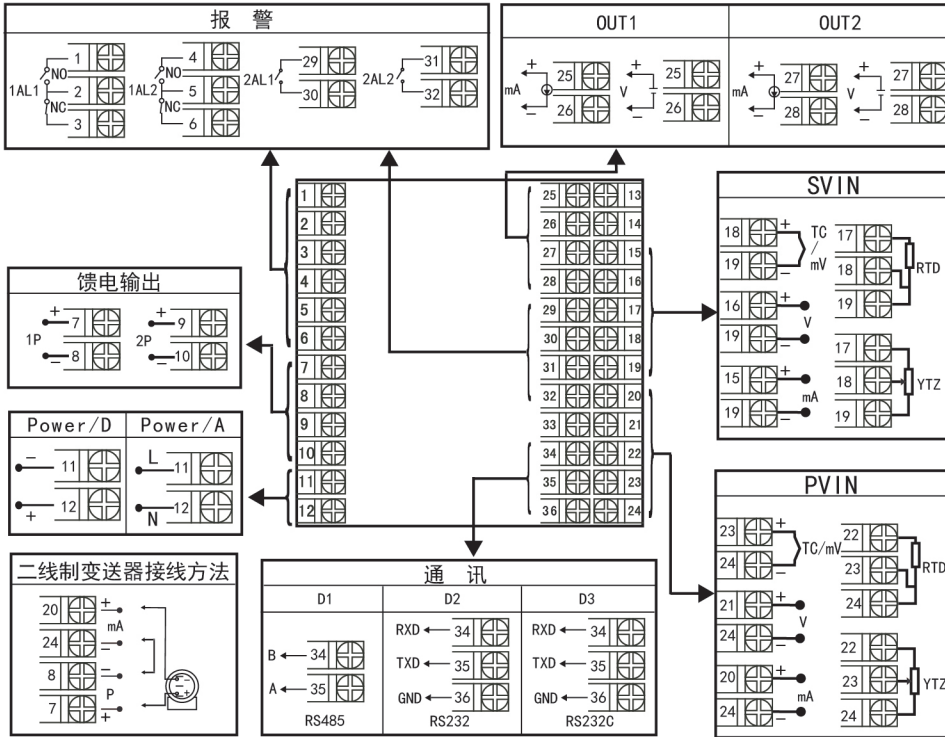 报 警
1AL1 1 NO 2 NC 3
1AL2 4 NO 5 NC 6
2AL1 29 30
2AL2 31 32
OUT1 OUT2
+ mA − 25 26
+ V − 25 26
+ mA − 27 28
+ V − 27 28
1 25 13
2 26 14
3 27 15
4 28 16
5 29 17
6 30 18
7 31 19
8 32 20
9 33 21
10 34 22
11 35 23
12 36 24
馈电输出
1P + 7 − 8
2P + 9 − 10
Power/D Power/A
− 11 L 11
+ 12 N 12
二线制变送器接线方法
20 +
mA
24 −
8 −
P
7 +
通 讯
D1 D2 D3
B 34
A 35
RS485
RXD 34
TXD 35
GND 36
RS232
RXD 34
TXD 35
GND 36
RS232C
SVIN
18 + TC / mV
19 −
16 + V
19 −
15 + mA
19 −
17
18 RTD
19
17
18 YTZ
19
PVIN
23 + TC/mV
24 −
21 + V
24 −
20 + mA
24 −
22
23 RTD
24
22
23 YTZ
24